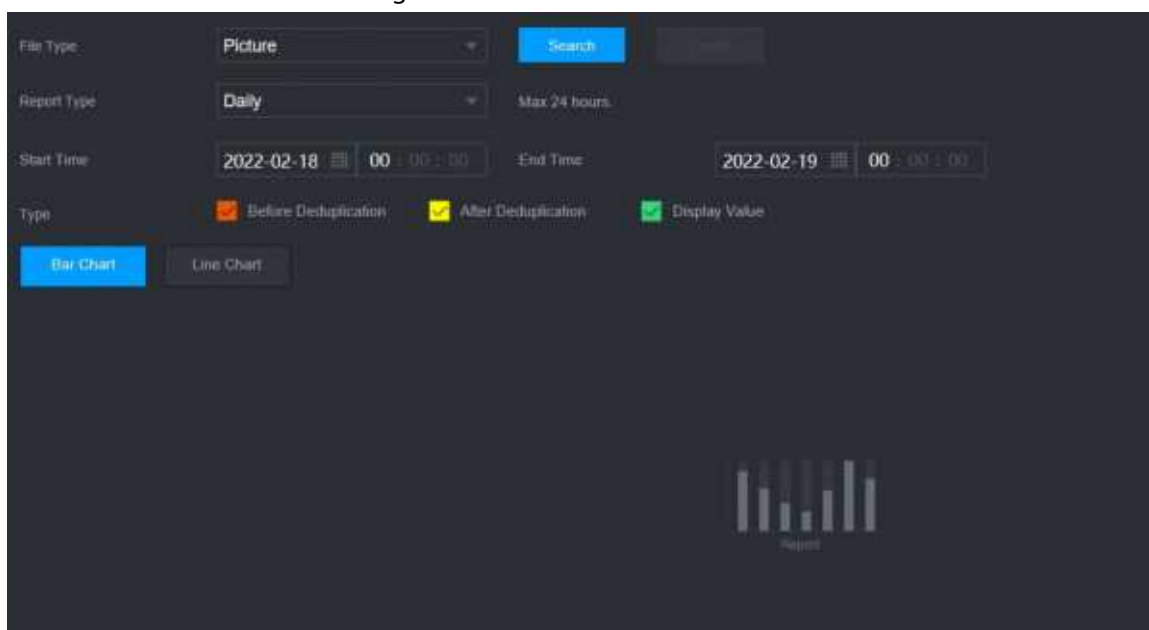 File Type Picture Search
Report Type Daily Max 24 hours.
Start Time 2022-02-18 00 : 00 : 00 End Time 2022-02-19 00 : 00 : 00
Type Before Deduplication After Deduplication Display Value
Bar Chart Line Chart
Report